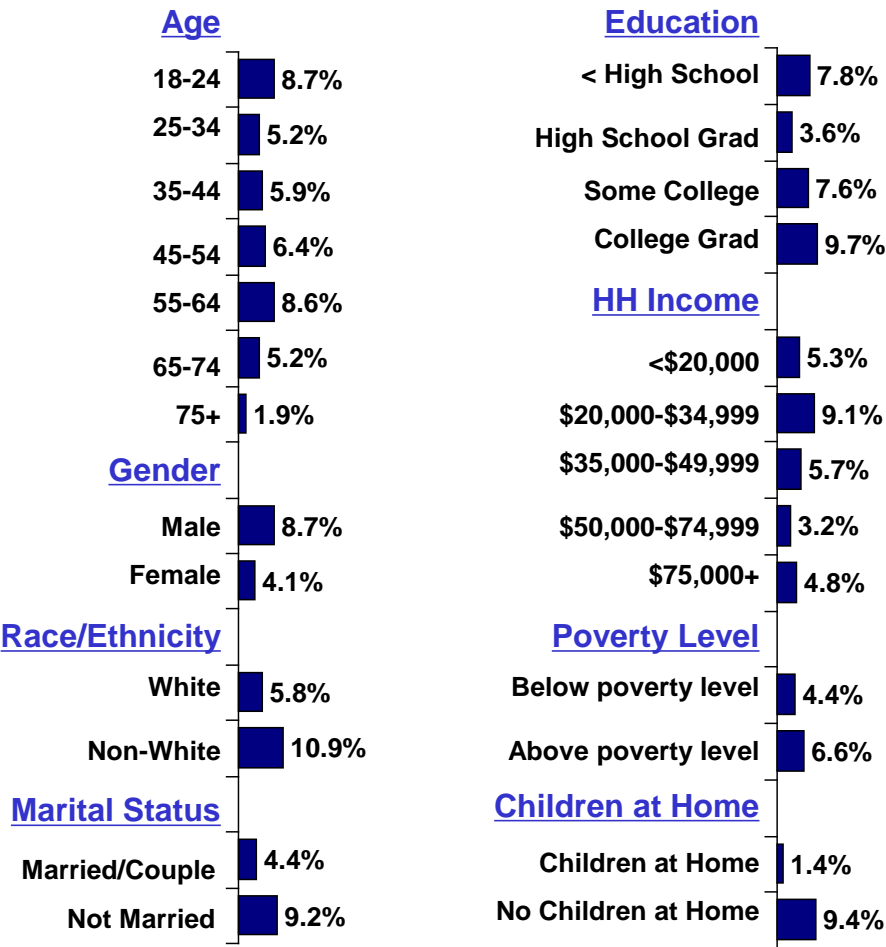 Age
18-24 8.7%
25-34 5.2%
35-44 5.9%
45-54 6.4%
55-64 8.6%
65-74 5.2%
75+ 1.9%
Gender
Male 8.7%
Female 4.1%
Race/Ethnicity
White 5.8%
Non-White 10.9%
Marital Status
Married/Couple 4.4%
Not Married 9.2%
Education
< High School 7.8%
High School Grad 3.6%
Some College 7.6%
College Grad 9.7%
HH Income
<$20,000 5.3%
$20,000-$34,999 9.1%
$35,000-$49,999 5.7%
$50,000-$74,999 3.2%
$75,000+ 4.8%
Poverty Level
Below poverty level 4.4%
Above poverty level 6.6%
Children at Home
Children at Home 1.4%
No Children at Home 9.4%